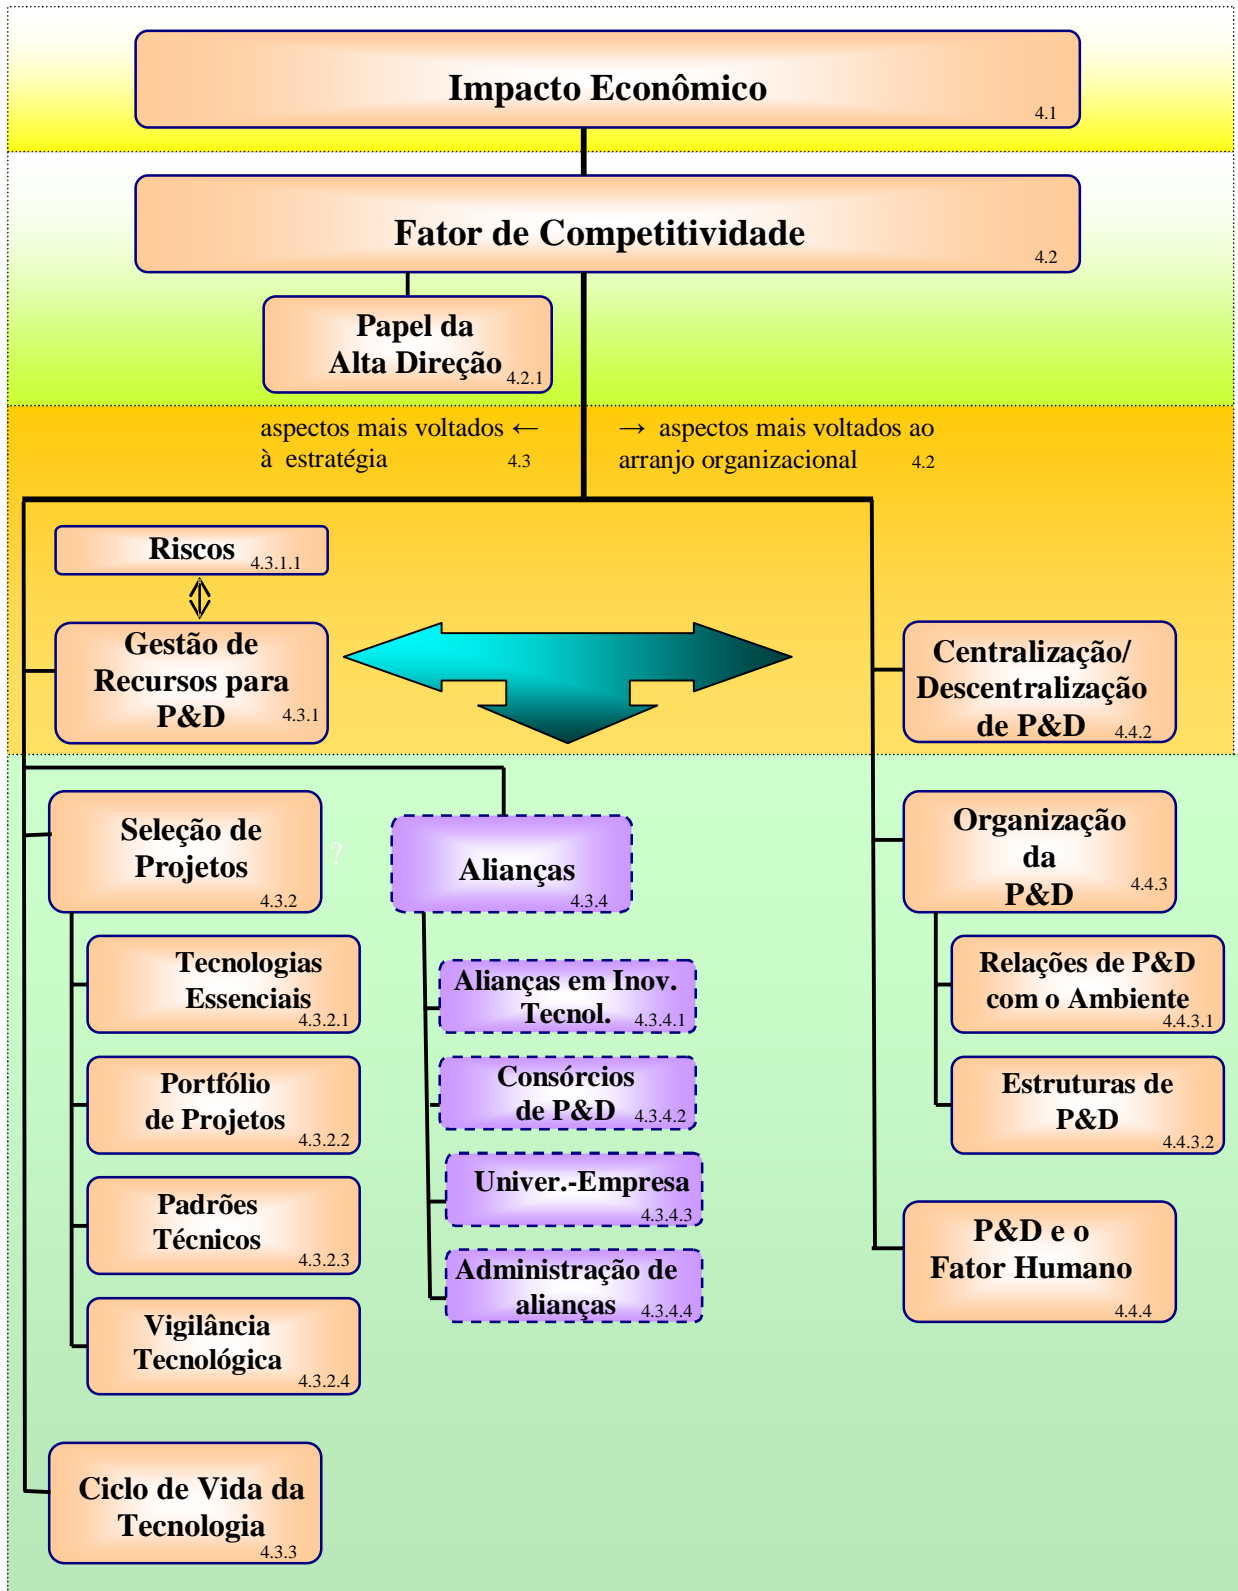 Impacto Econômico
4.1
Fator de Competitividade
4.2
Papel da
Alta Direção
4.2.1
aspectos mais voltados ←
à estratégia
4.3
→ aspectos mais voltados ao
arranjo organizacional
4.2
Riscos
4.3.1.1
Gestão de
Recursos para
P&D
4.3.1
Centralização/
Descentralização
de P&D
4.4.2
Seleção de
Projetos
4.3.2
?
Alianças
4.3.4
Organização
da
P&D
4.4.3
Tecnologias
Essenciais
4.3.2.1
Alianças em Inov.
Tecnol.
4.3.4.1
Relações de P&D
com o Ambiente
4.4.3.1
Portfólio
de Projetos
4.3.2.2
Consórcios
de P&D
4.3.4.2
Estruturas de
P&D
4.4.3.2
Padrões
Técnicos
4.3.2.3
Univer.-Empresa
4.3.4.3
P&D e o
Fator Humano
4.4.4
Vigilância
Tecnológica
4.3.2.4
Administração de
alianças
4.3.4.4
Ciclo de Vida da
Tecnologia
4.3.3